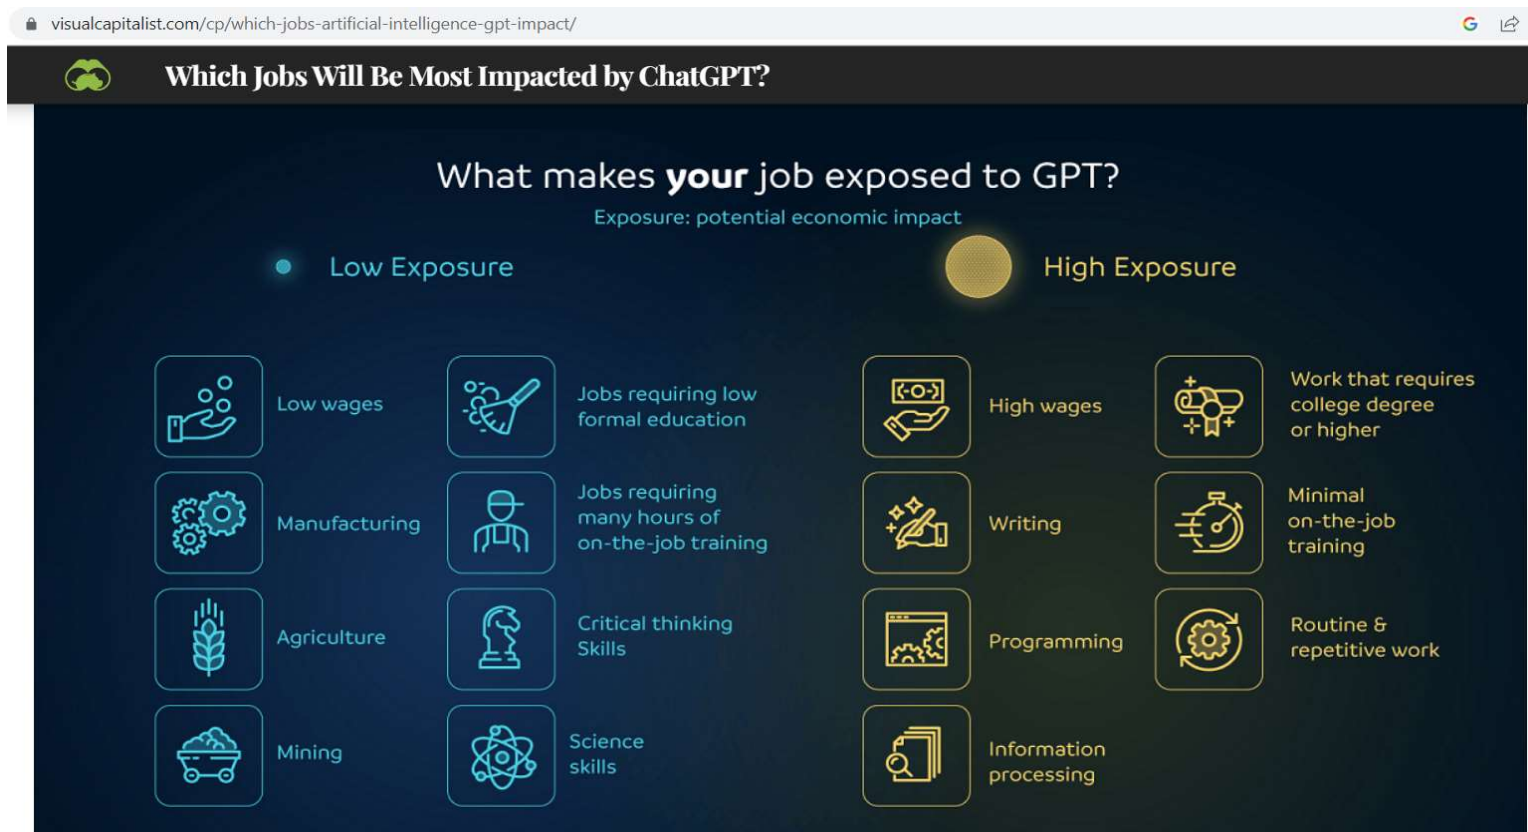 visualcapitalist.com/cp/which-jobs-artificial-intelligence-gpt-impact/
Which Jobs Will Be Most Impacted by ChatGPT?
What makes your job exposed to GPT?
Exposure: potential economic impact
Low Exposure
Low wages
Jobs requiring low
formal education
Manufacturing
Jobs requiring
many hours of
on-the-job training
Agriculture
Critical thinking
Skills
Mining
Science
skills
High Exposure
High wages
Work that requires
college degree
or higher
Writing
Minimal
on-the-job
training
Programming
Routine &
repetitive work
Information
processing